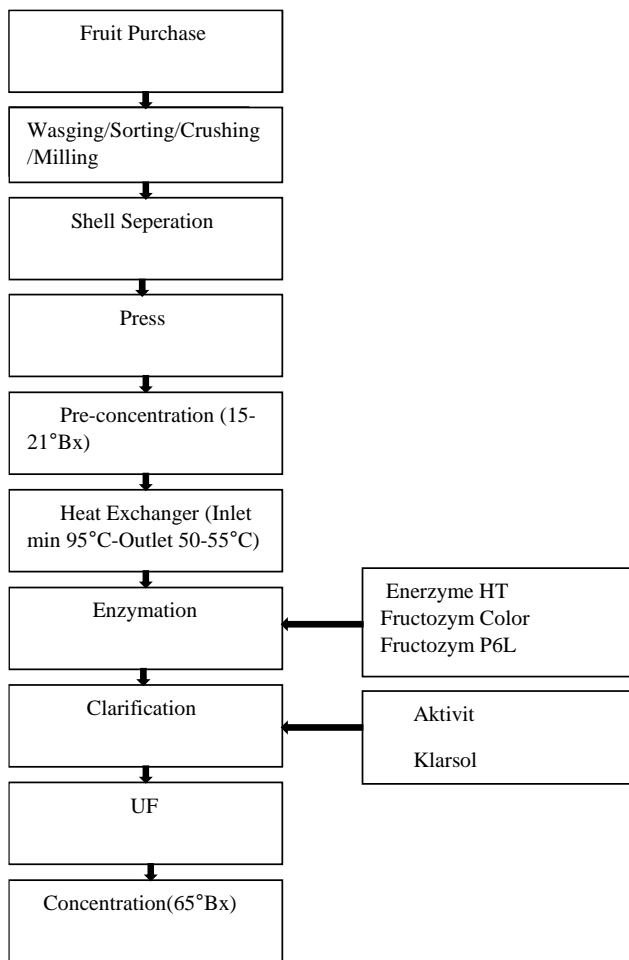 Fruit Purchase
Wasging/Sorting/Crushing
/Milling
Shell Seperation
Press
Pre-concentration (15-
21°Bx)
Heat Exchanger (Inlet
min 95°C-Outlet 50-55°C)
Enzymation
Enerzyme HT
Fructozym Color
Fructozym P6L
Clarification
Aktivit
Klarsol
UF
Concentration(65°Bx)